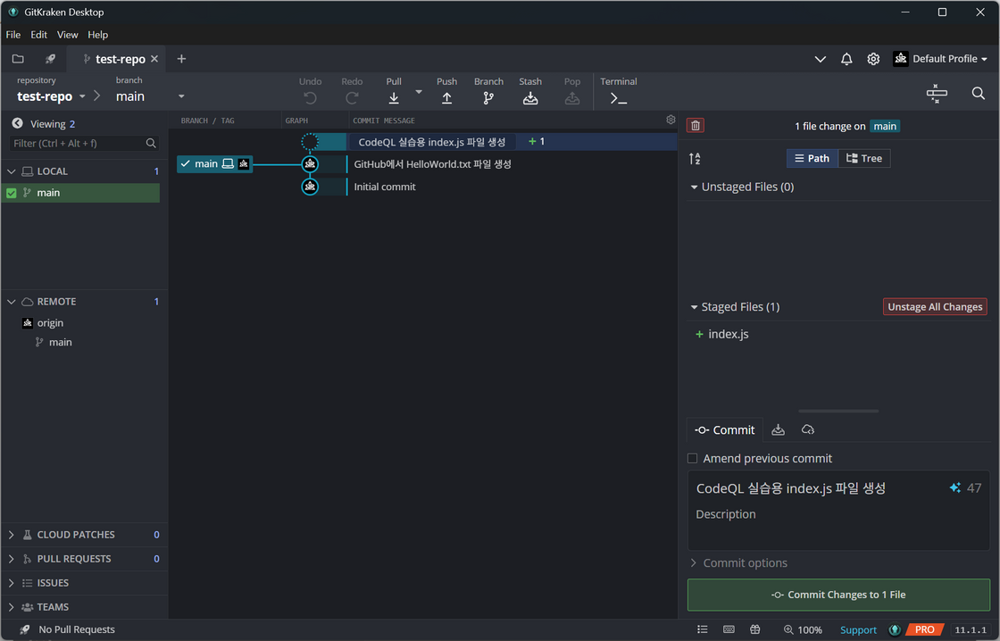 GitKraken Desktop
File Edit View Help
test-repo
Default Profile
repository
test-repo
branch
main
Undo Redo Pull Push Branch Stash Pop Terminal
Viewing 2
Filter (Ctrl + Alt + f)
LOCAL 1
main
REMOTE 1
origin
main
CLOUD PATCHES 0
PULL REQUESTS 0
ISSUES
TEAMS
BRANCH / TAG GRAPH COMMIT MESSAGE
CodeQL 실습용 index.js 파일 생성 + 1
main GitHub에서 HelloWorld.txt 파일 생성
Initial commit
1 file change on main
Path Tree
Unstaged Files (0)
Staged Files (1) Unstage All Changes
+ index.js
Commit
Amend previous commit
CodeQL 실습용 index.js 파일 생성 47
Description
Commit options
Commit Changes to 1 File
No Pull Requests
100% Support PRO 11.1.1